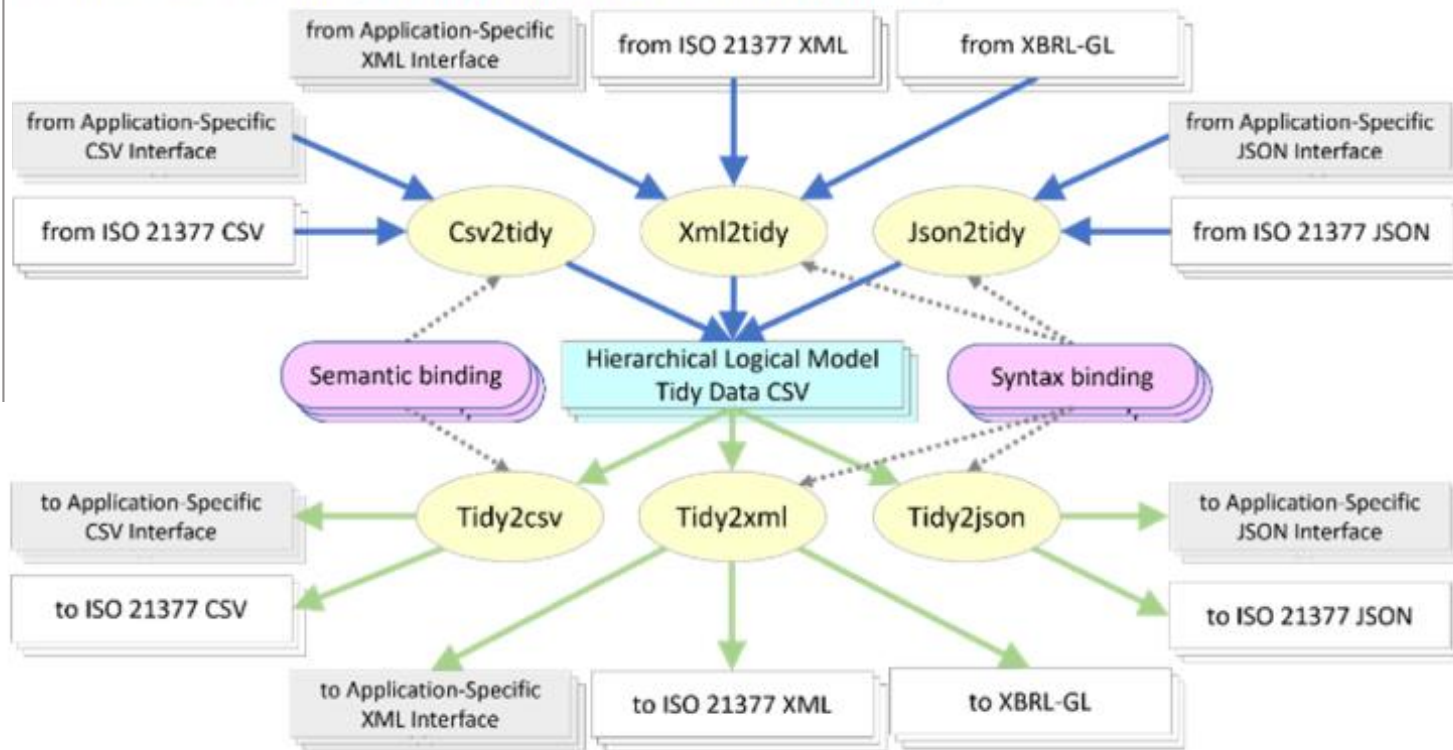 from Application-Specific
XML Interface
from ISO 21377 XML
from XBRL-GL
from Application-Specific
CSV Interface
from Application-Specific
JSON Interface
from ISO 21377 CSV
Csv2tidy
Xml2tidy
Json2tidy
from ISO 21377 JSON
Semantic binding
Hierarchical Logical Model
Tidy Data CSV
Syntax binding
to Application-Specific
CSV Interface
Tidy2csv
Tidy2xml
Tidy2json
to Application-Specific
JSON Interface
to ISO 21377 CSV
to ISO 21377 JSON
to Application-Specific
XML Interface
to ISO 21377 XML
to XBRL-GL